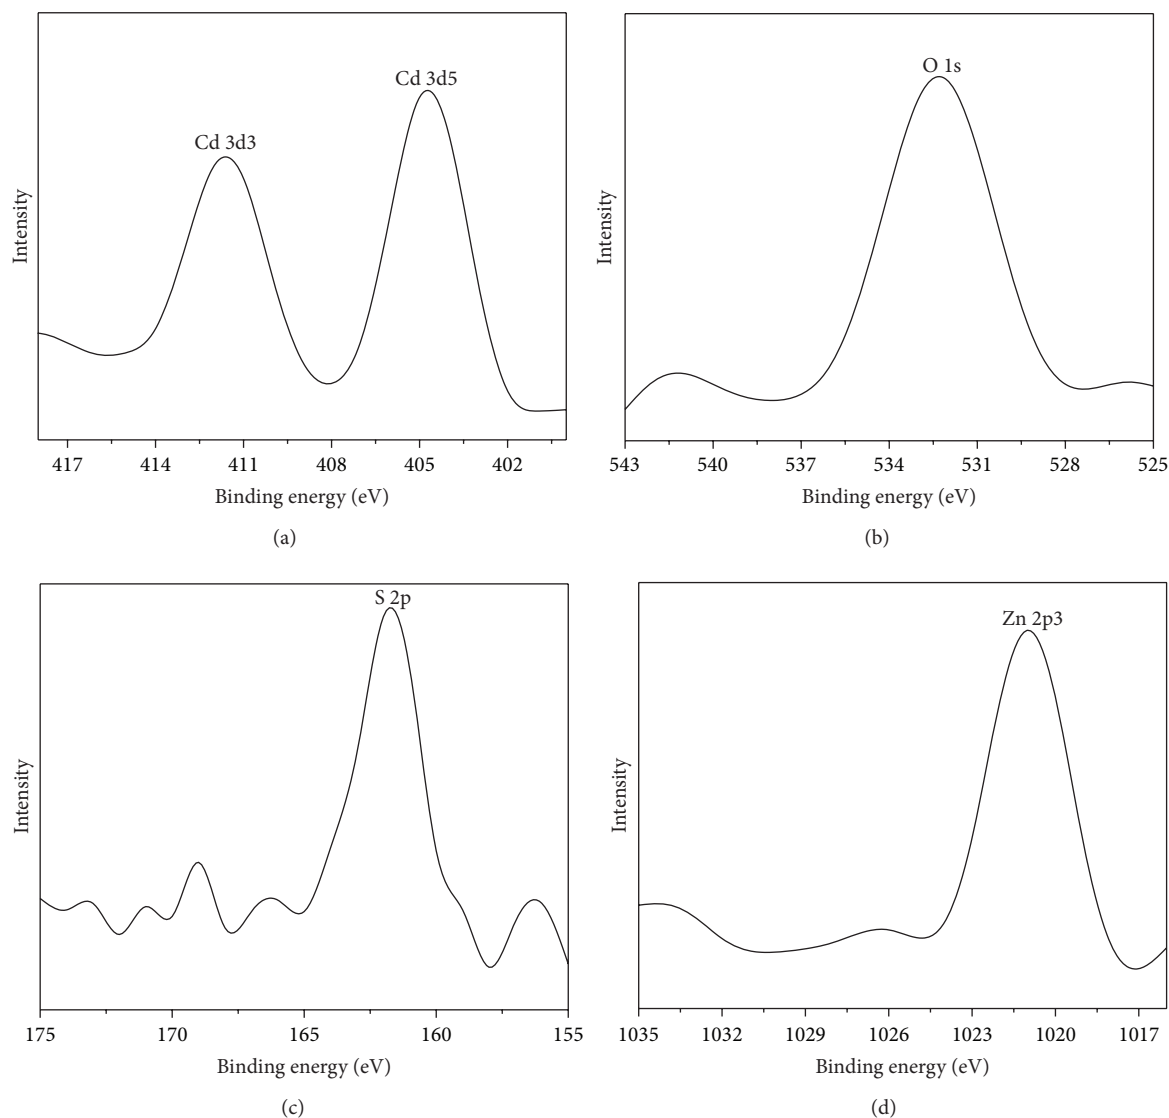 Cd 3d5
Cd 3d3
Intensity
417 414 411 408 405 402
Binding energy (eV)
(a)
O 1s
Intensity
543 540 537 534 531 528 525
Binding energy (eV)
(b)
S 2p
Intensity
175 170 165 160 155
Binding energy (eV)
(c)
Zn 2p3
Intensity
1035 1032 1029 1026 1023 1020 1017
Binding energy (eV)
(d)